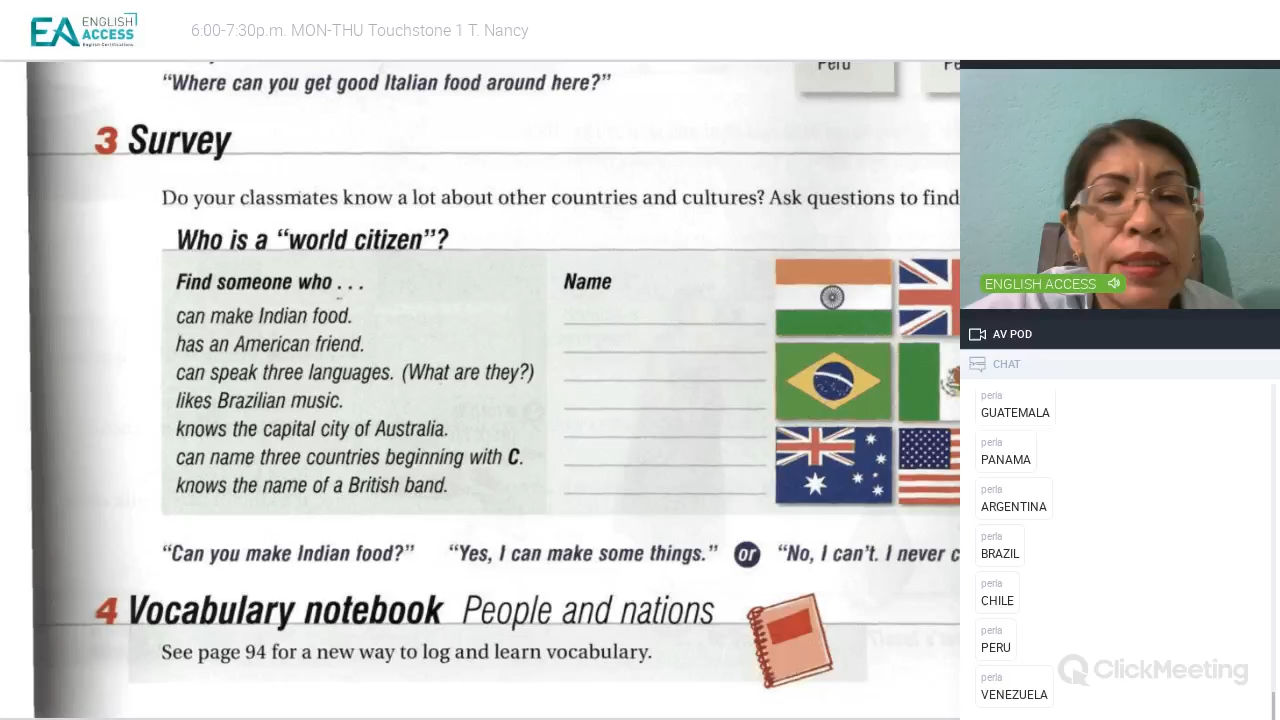 EA ENGLISH ACCESS
English Certifications
6:00-7:30p.m. MON-THU Touchstone 1 T. Nancy
Peru
"Where can you get good Italian food around here?"
3 Survey
Do your classmates know a lot about other countries and cultures? Ask questions to find
Who is a "world citizen"?
Find someone who . . . Name
can make Indian food.
has an American friend.
can speak three languages. (What are they?)
likes Brazilian music.
knows the capital city of Australia.
can name three countries beginning with C.
knows the name of a British band.
"Can you make Indian food?" "Yes, I can make some things." or "No, I can't. I never
4 Vocabulary notebook People and nations
See page 94 for a new way to log and learn vocabulary.
ENGLISH ACCESS
AV POD
CHAT
perla
GUATEMALA
perla
PANAMA
perla
ARGENTINA
perla
BRAZIL
perla
CHILE
perla
PERU
perla
VENEZUELA
ClickMeeting